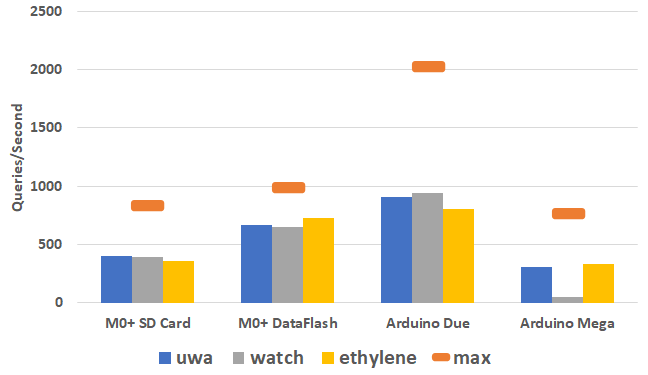 2500
2000
1500
1000
500
0
Queries/Second
M0+ SD Card
M0+ DataFlash
Arduino Due
Arduino Mega
uwa
watch
ethylene
max